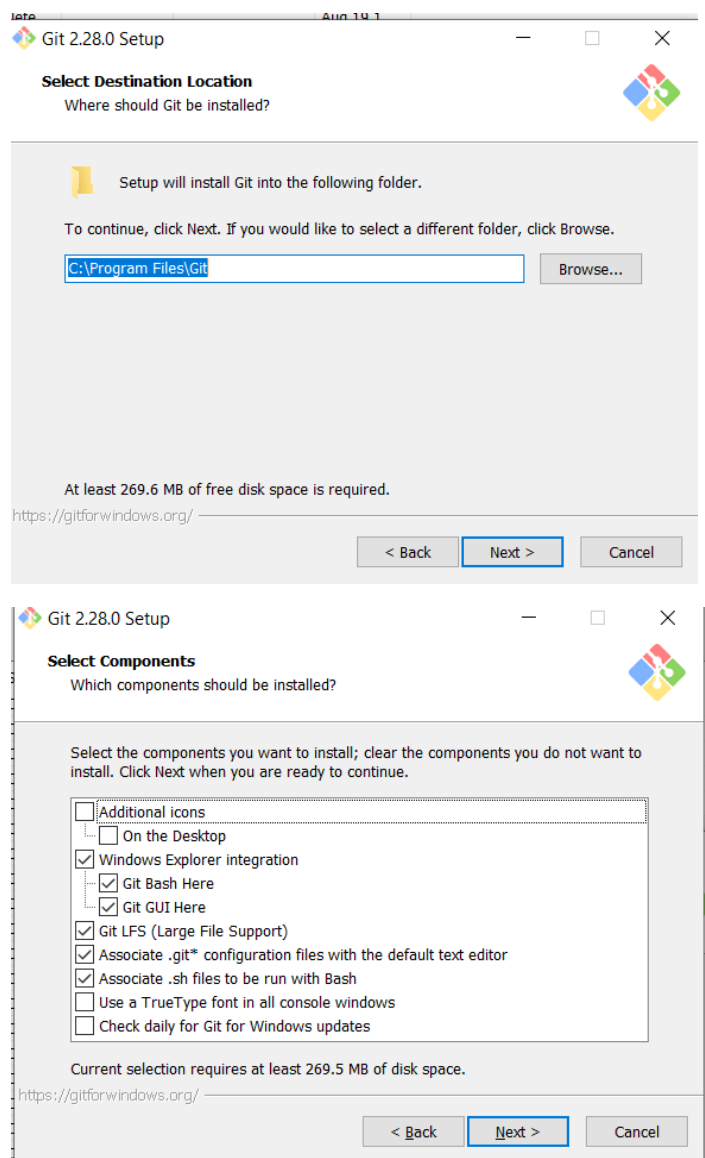 Aug 19 1
Git 2.28.0 Setup
Select Destination Location
Where should Git be installed?
Setup will install Git into the following folder.
To continue, click Next. If you would like to select a different folder, click Browse.
C:\Program Files\Git
Browse...
At least 269.6 MB of free disk space is required.
https://gitforwindows.org/
< Back
Next >
Cancel
Git 2.28.0 Setup
Select Components
Which components should be installed?
Select the components you want to install; clear the components you do not want to
install. Click Next when you are ready to continue.
Additional icons
On the Desktop
Windows Explorer integration
Git Bash Here
Git GUI Here
Git LFS (Large File Support)
Associate .git* configuration files with the default text editor
Associate .sh files to be run with Bash
Use a TrueType font in all console windows
Check daily for Git for Windows updates
Current selection requires at least 269.5 MB of disk space.
https://gitforwindows.org/
< Back
Next >
Cancel